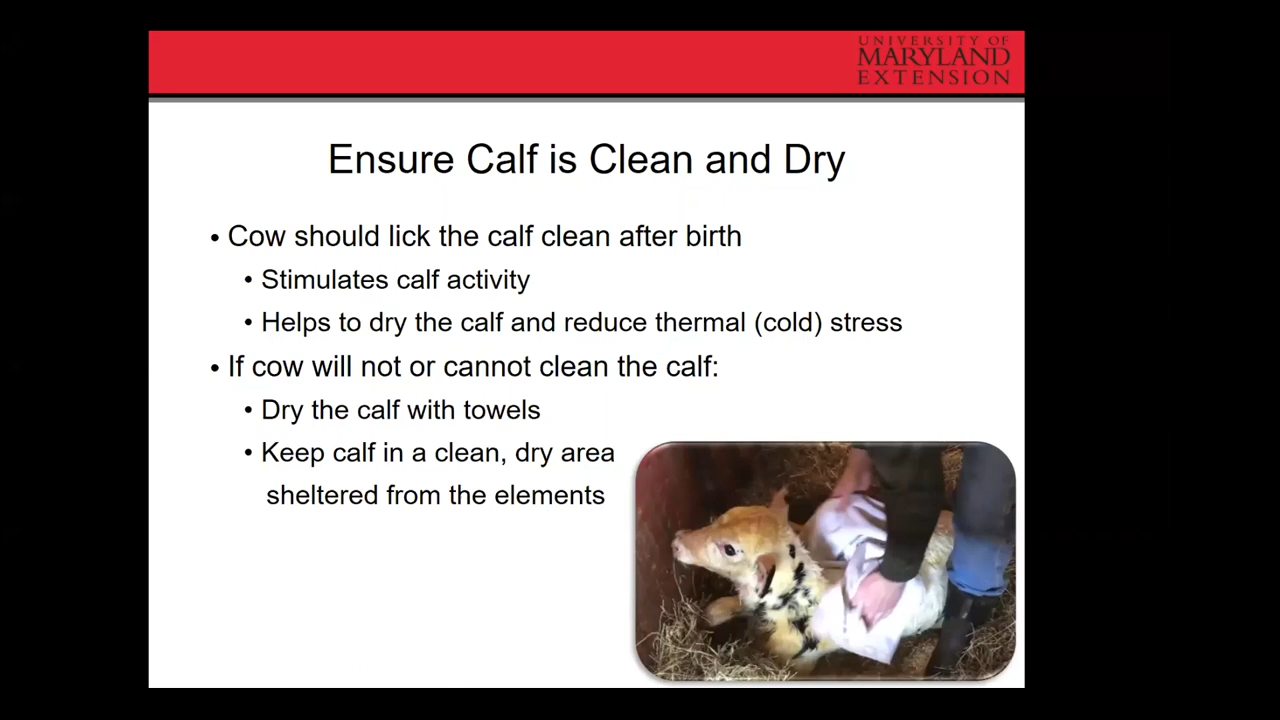 UNIVERSITY OF
MARYLAND
EXTENSION
Ensure Calf is Clean and Dry
• Cow should lick the calf clean after birth
• Stimulates calf activity
• Helps to dry the calf and reduce thermal (cold) stress
• If cow will not or cannot clean the calf:
• Dry the calf with towels
• Keep calf in a clean, dry area
sheltered from the elements